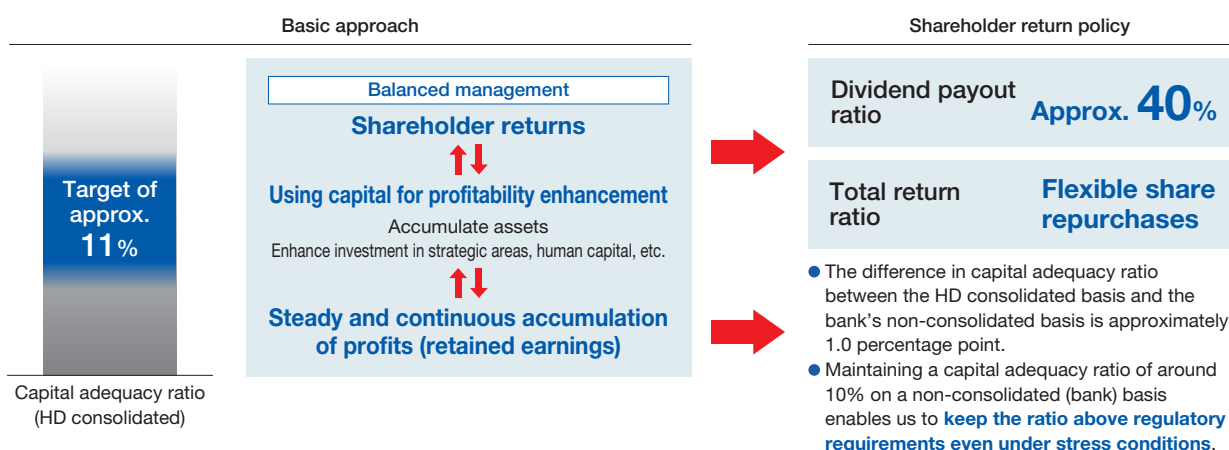 Basic approach
Target of
approx.
11%
Capital adequacy ratio
(HD consolidated)
Balanced management
Shareholder returns
Using capital for profitability enhancement
Accumulate assets
Enhance investment in strategic areas, human capital, etc.
Steady and continuous accumulation
of profits (retained earnings)
Shareholder return policy
Dividend payout
ratio
Approx. 40%
Total return
ratio
Flexible share
repurchases
● The difference in capital adequacy ratio
between the HD consolidated basis and the
bank's non-consolidated basis is approximately
1.0 percentage point.
● Maintaining a capital adequacy ratio of around
10% on a non-consolidated (bank) basis
enables us to keep the ratio above regulatory
requirements even under stress conditions.